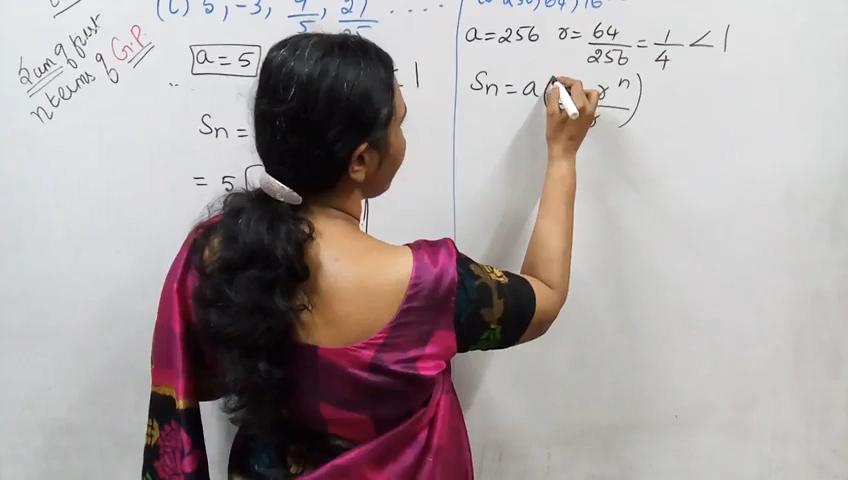 Sum of first
n terms of G.P.
5, -3, 9/5, 27/25 ....
a = 5
Sn =
= 5
a = 256 r = 64/256 = 1/4 < 1
Sn = a( r^n / r )